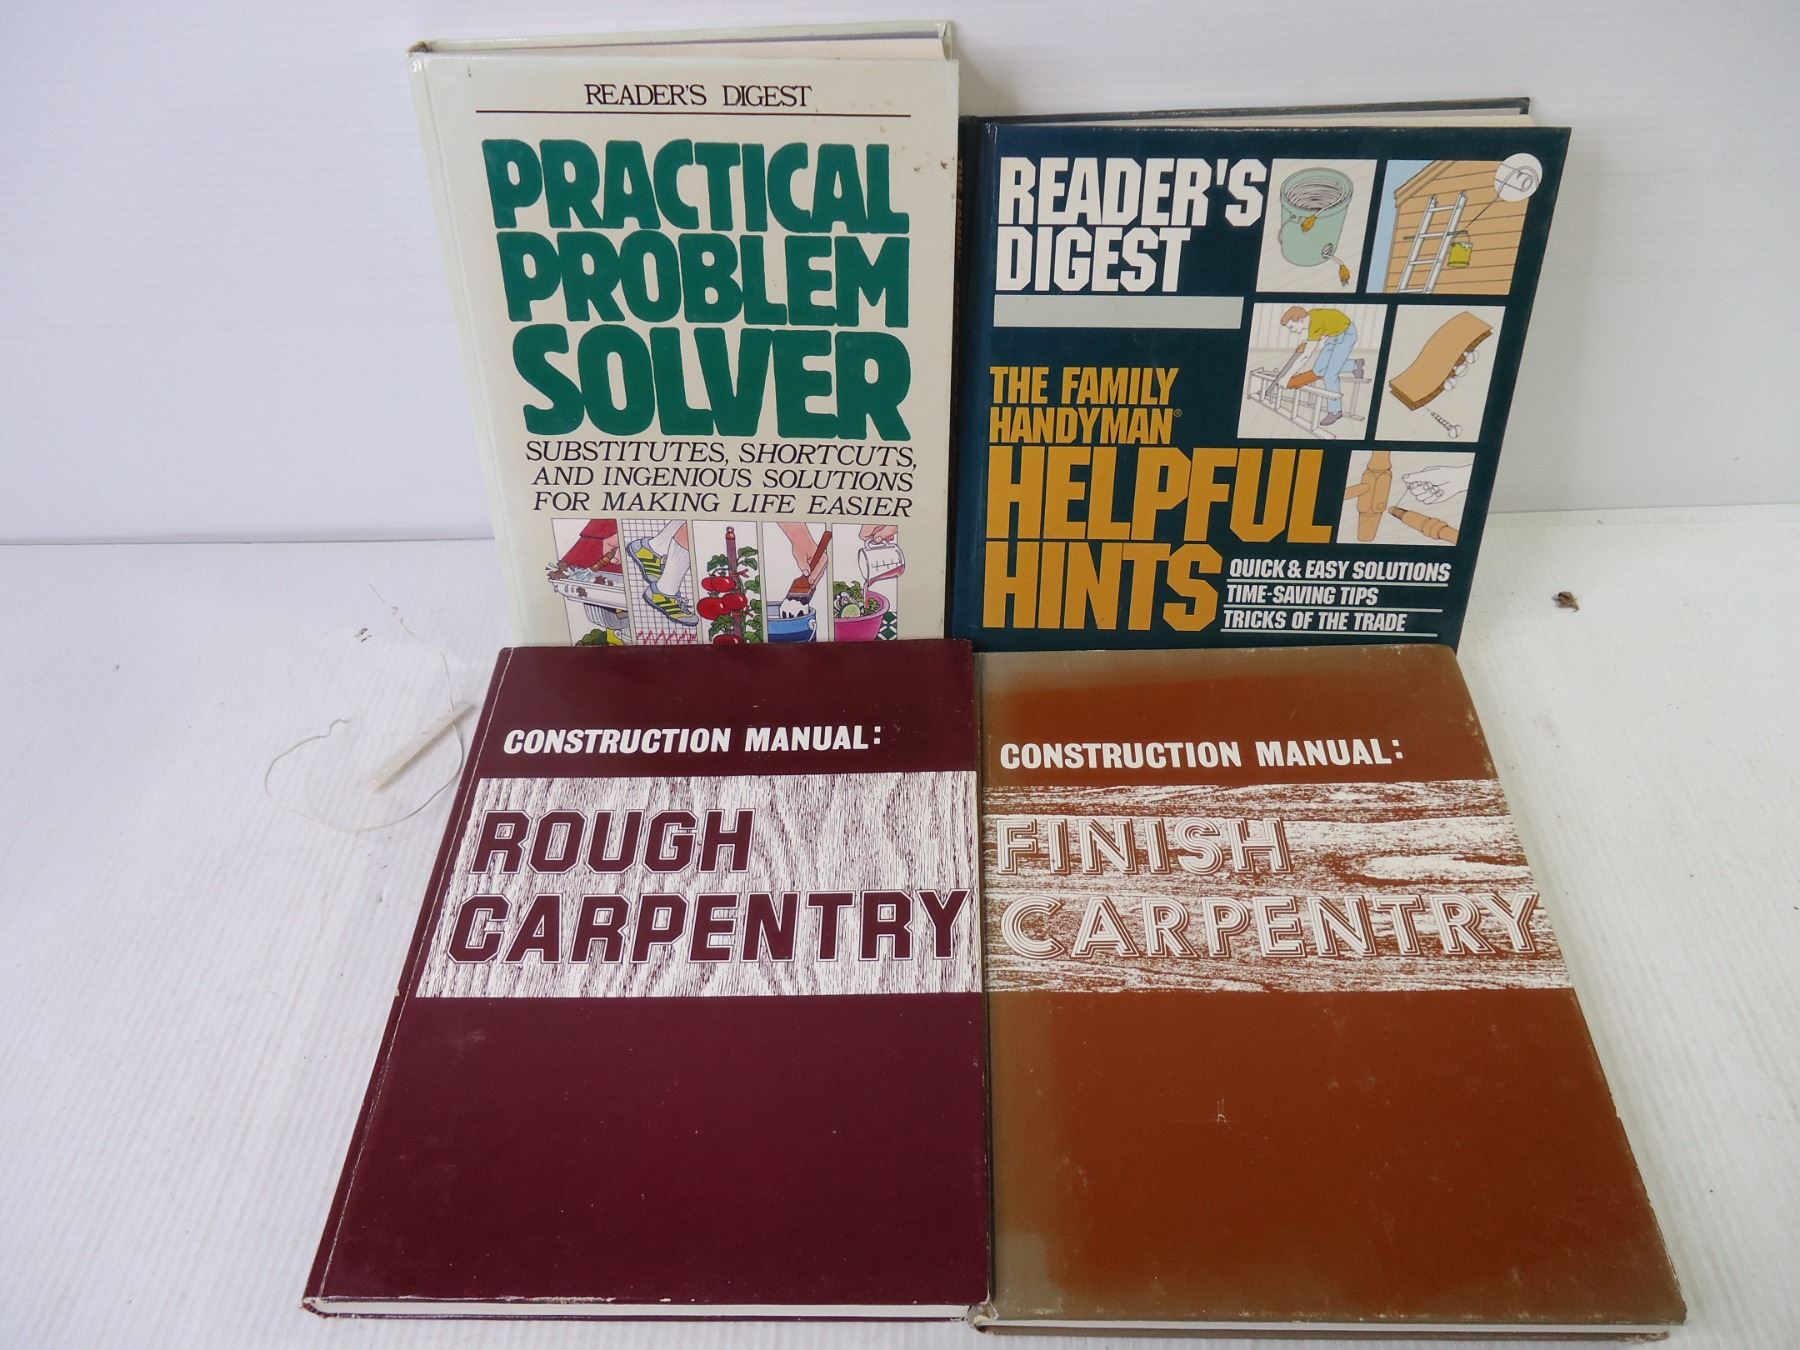 READER'S DIGEST
PRACTICAL
PROBLEM
SOLVER
SUBSTITUTES, SHORTCUTS,
AND INGENIOUS SOLUTIONS
FOR MAKING LIFE EASIER
READER'S
DIGEST
THE FAMILY
HANDYMAN®
HELPFUL
HINTS
QUICK & EASY SOLUTIONS
TIME-SAVING TIPS
TRICKS OF THE TRADE
CONSTRUCTION MANUAL:
ROUGH
CARPENTRY
CONSTRUCTION MANUAL:
FINISH
CARPENTRY